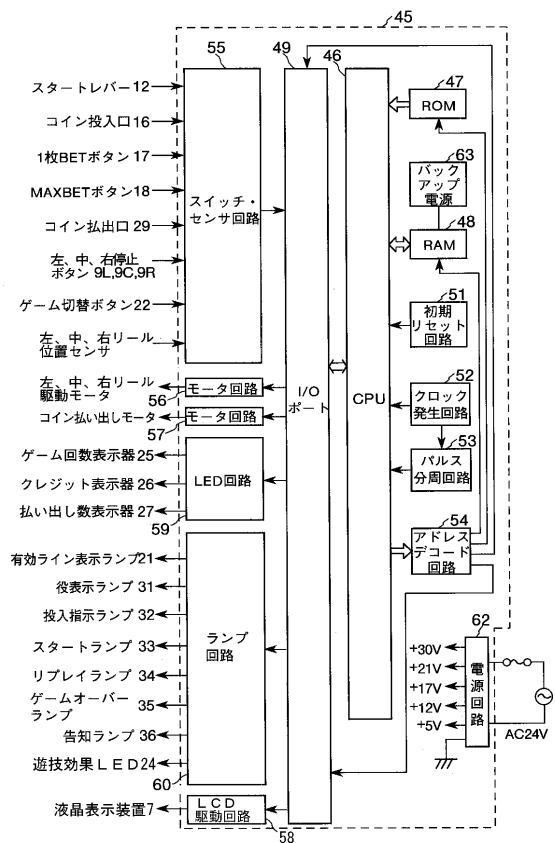 45
55
49
46
スタートレバー12
コイン投入口16
1枚BETボタン17
MAXBETボタン18
コイン払出口29
左、中、右停止
ボタン 9L,9C,9R
ゲーム切替ボタン22
左、中、右リール
位置センサ
スイッチ・
センサ回路
左、中、右リール
駆動モータ
モータ回路
56
コイン払い出しモータ
モータ回路
57
ゲーム回数表示器25
クレジット表示器26
払い出し数表示器27
LED回路
59
有効ライン表示ランプ21
役表示ランプ31
投入指示ランプ32
スタートランプ33
リプレイランプ34
ゲームオーバー
ランプ
35
告知ランプ36
遊技効果LED24
ランプ
回路
60
液晶表示装置7
LCD
駆動回路
58
I/O
ポート
CPU
47
ROM
63
バック
アップ
電源
48
RAM
51
初期
リセット
回路
52
クロック
発生回路
53
パルス
分周回路
54
アドレス
デコード
回路
62
+30V
+21V
+17V
+12V
+5V
電源回路
AC24V